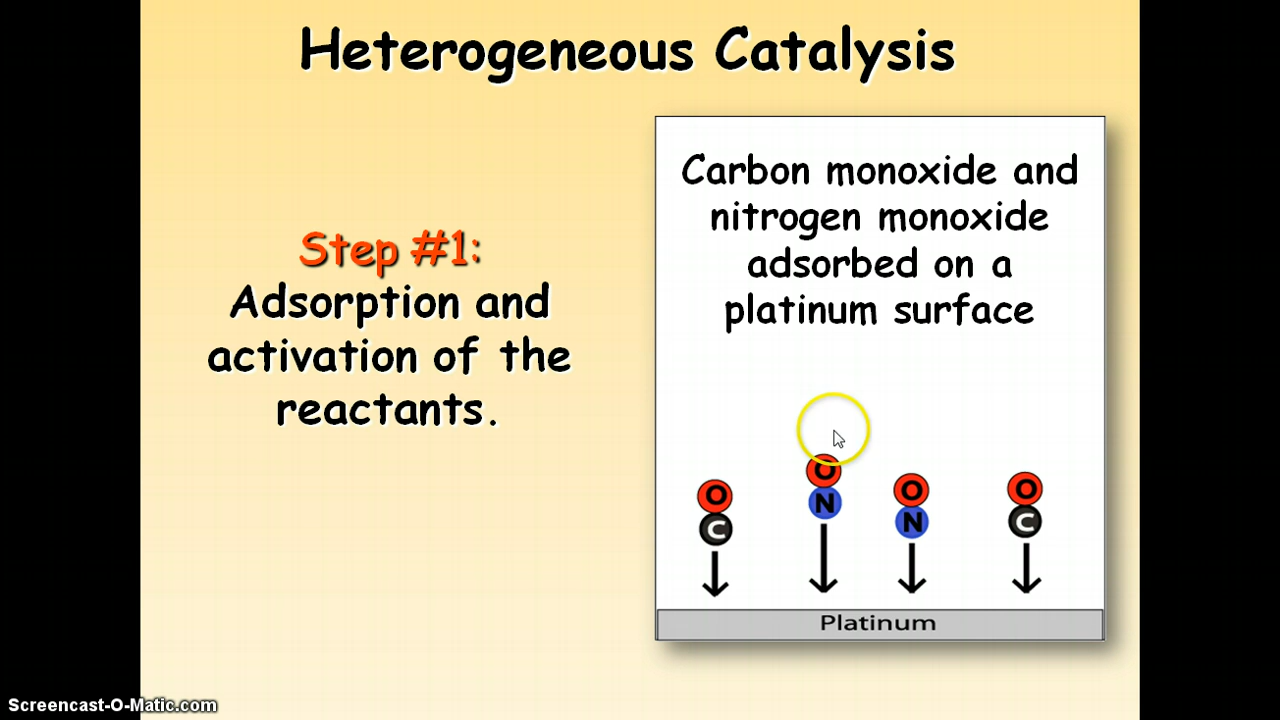 Heterogeneous Catalysis
Step #1:
Adsorption and
activation of the
reactants.
Carbon monoxide and
nitrogen monoxide
adsorbed on a
platinum surface
O O O O
C N N C
Platinum
Screencast-O-Matic.com